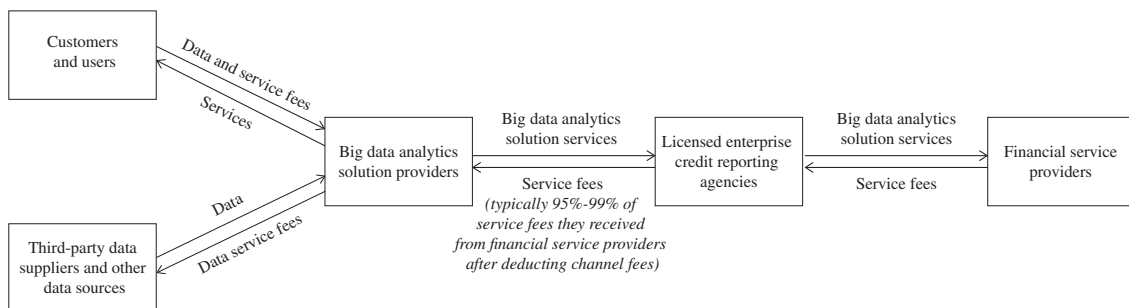 Customers
and users
Data and service fees
Services
Big data analytics
solution providers
Data
Data service fees
Third-party data
suppliers and other
data sources
Big data analytics
solution services
Service fees
(typically 95%-99% of
service fees they received
from financial service providers
after deducting channel fees)
Licensed enterprise
credit reporting
agencies
Big data analytics
solution services
Service fees
Financial service
providers